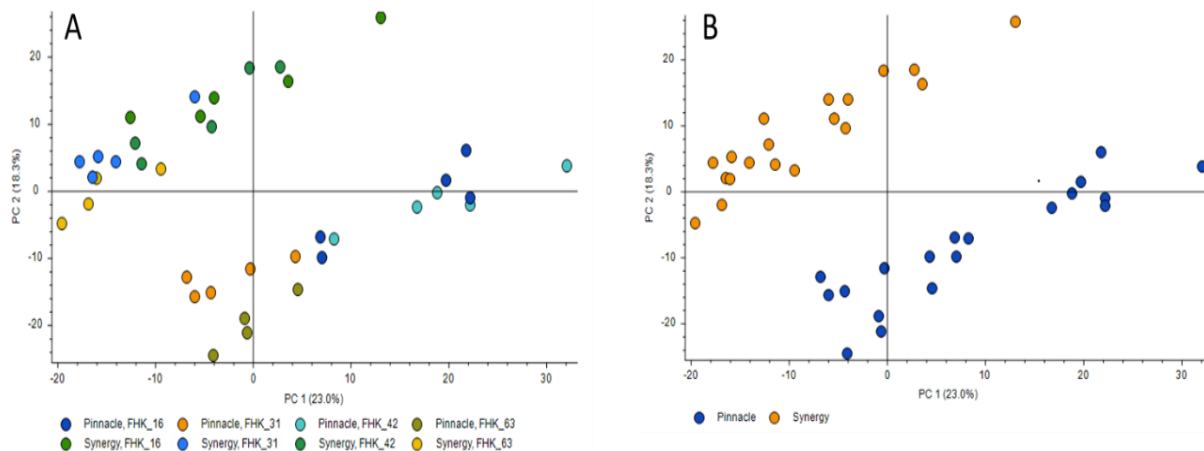 A
20
10
0
-10
-20
PC 2 (18.3%)
-20
-10
0
10
20
30
PC 1 (23.0%)
Pinnacle, FHK_16
Pinnacle, FHK_31
Pinnacle, FHK_42
Pinnacle, FHK_63
Synergy, FHK_16
Synergy, FHK_31
Synergy, FHK_42
Synergy, FHK_63
B
20
10
0
-10
-20
PC 2 (18.3%)
-20
-10
0
10
20
30
PC 1 (23.0%)
Pinnacle
Synergy